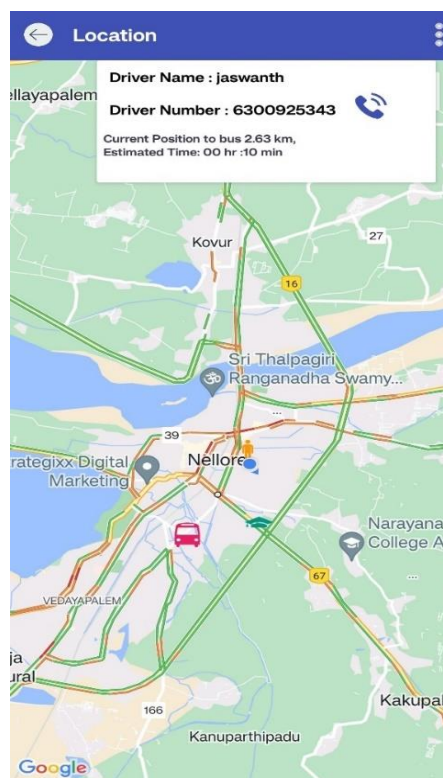 Location
Driver Name : jaswanth
Driver Number : 6300925343
Current Position to bus 2.63 km,
Estimated Time: 00 hr :10 min
ellayapalem
Kovur
27
16
Sri Thalpagiri
Ranganadha Swamy...
...
39
rategixx Digital
Marketing
Nellore
Narayana
College A
...
67
VEDAYAPALEM
ja
ural
166
Kakupal
Kanuparthipadu
Google